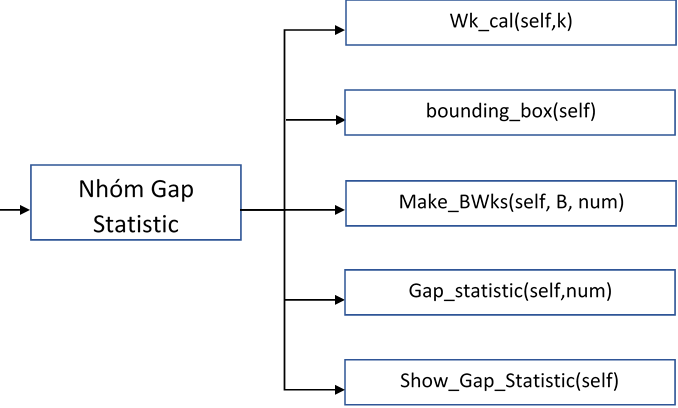 Wk_cal(self,k)
bounding_box(self)
Nhóm Gap
Statistic
Make_BWks(self, B, num)
Gap_statistic(self,num)
Show_Gap_Statistic(self)